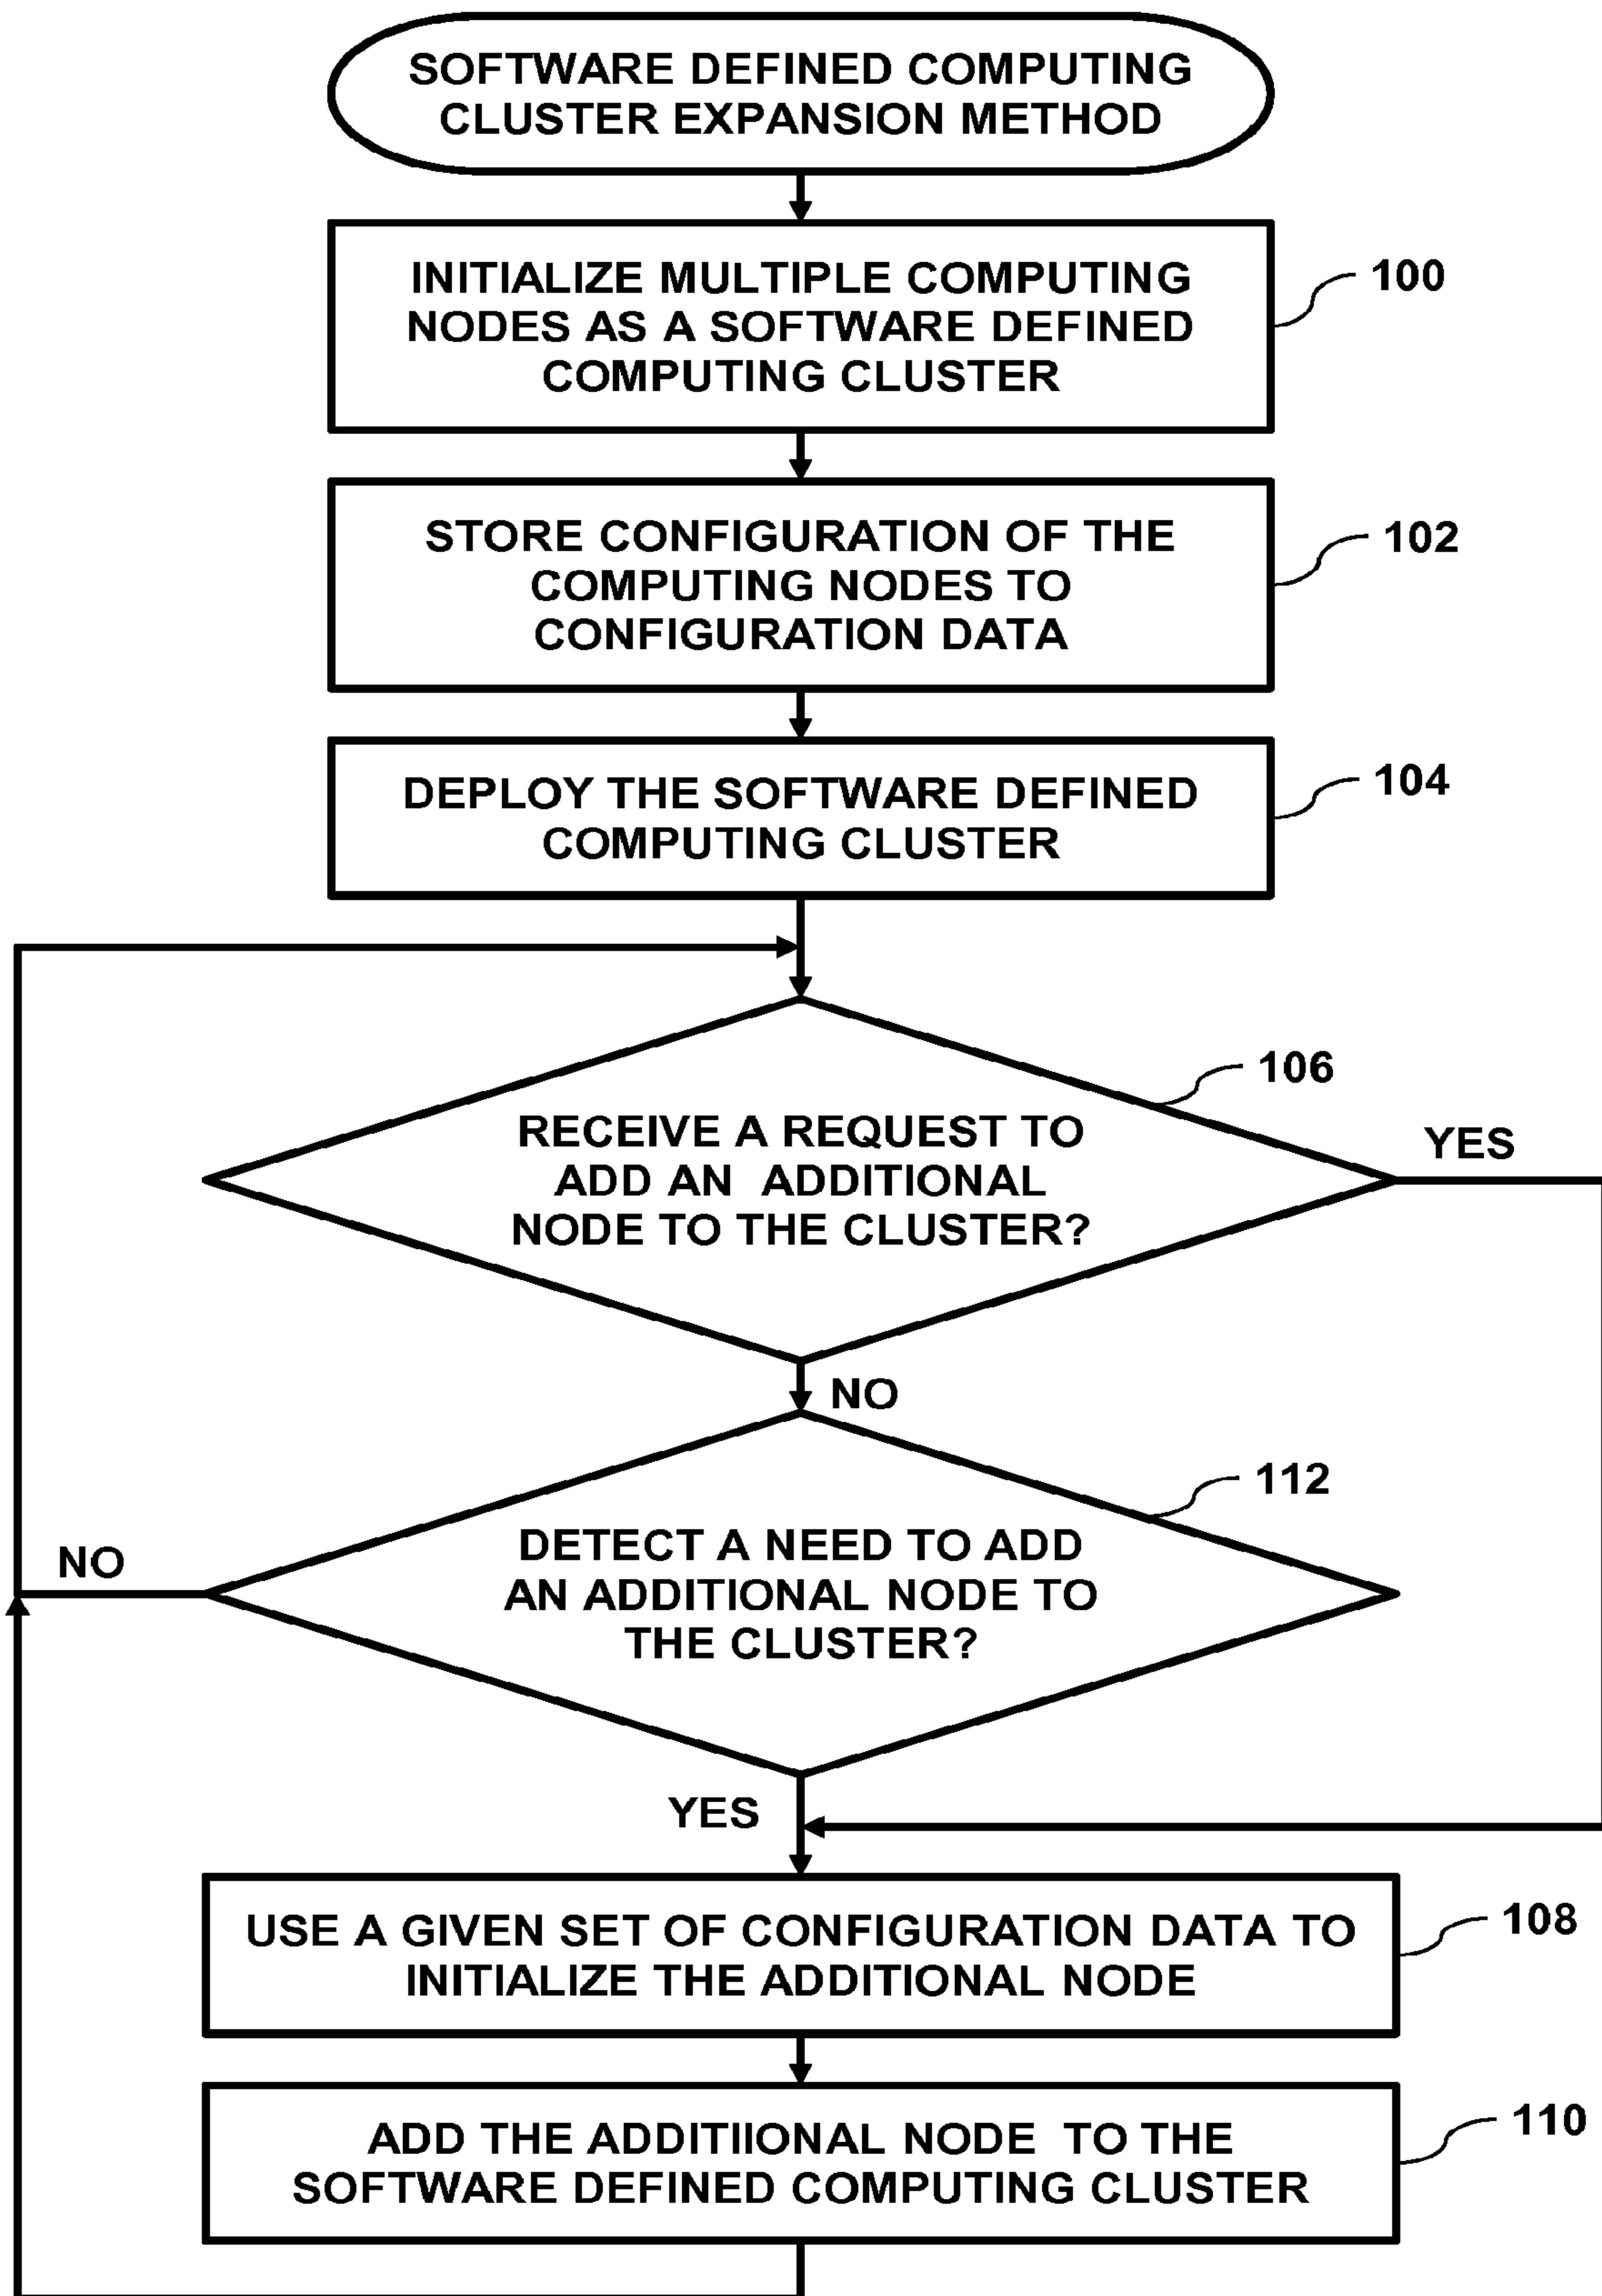 SOFTWARE DEFINED COMPUTING
CLUSTER EXPANSION METHOD
INITIALIZE MULTIPLE COMPUTING
NODES AS A SOFTWARE DEFINED
COMPUTING CLUSTER
100
STORE CONFIGURATION OF THE
COMPUTING NODES TO
CONFIGURATION DATA
102
DEPLOY THE SOFTWARE DEFINED
COMPUTING CLUSTER
104
106
RECEIVE A REQUEST TO
ADD AN ADDITIONAL
NODE TO THE CLUSTER?
YES
NO
112
DETECT A NEED TO ADD
AN ADDITIONAL NODE TO
THE CLUSTER?
NO
YES
USE A GIVEN SET OF CONFIGURATION DATA TO
INITIALIZE THE ADDITIONAL NODE
108
ADD THE ADDITIIONAL NODE TO THE
SOFTWARE DEFINED COMPUTING CLUSTER
110